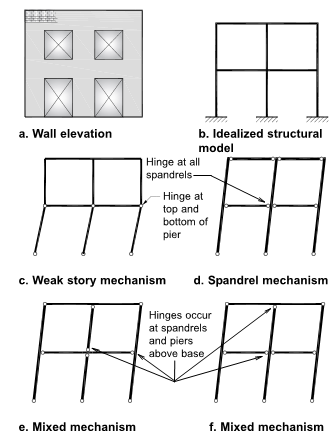 a. Wall elevation
b. Idealized structural
model
Hinge at all
spandrels
Hinge at
top and
bottom of
pier
c. Weak story mechanism
d. Spandrel mechanism
Hinges occur
at spandrels
and piers
above base
e. Mixed mechanism
f. Mixed mechanism